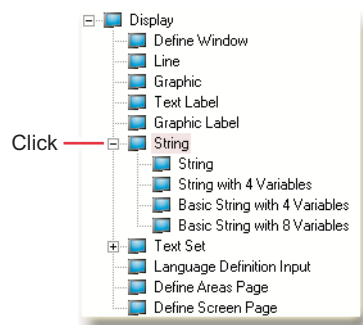 Display
Define Window
Line
Graphic
Text Label
Graphic Label
Click
String
String
String with 4 Variables
Basic String with 4 Variables
Basic String with 8 Variables
Text Set
Language Definition Input
Define Areas Page
Define Screen Page